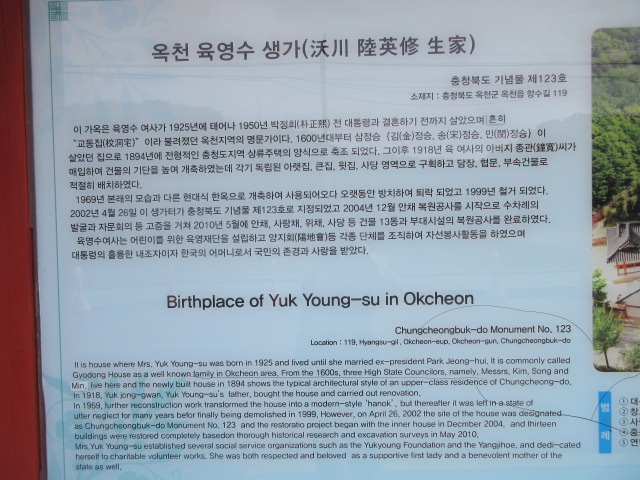 옥천 육영수 생가(沃川 陸英修 生家)
충청북도 기념물 제123호
소재지 : 충청북도 옥천군 옥천읍 향수길 119
이 가옥은 육영수 여사가 1925년에 태어나 1950년 박정희(朴正熙) 전 대통령과 결혼하기 전까지 살았으며 흔히
"교동집(校洞宅)" 이라 불려졌던 옥천지역의 명문가이다. 1600년대부터 삼정승 {김(金)정승, 송(宋)정승, 민(閔)정승} 이
살았던 집으로 1894년에 전형적인 충청도지역 상류주택의 양식으로 축조 되었다. 그이후 1918년 육 여사의 아버지 종관(鐘寬)씨가
매입하여 건물의 기단을 높여 개축하였는데 각기 독립된 아랫집, 큰집, 윗집, 사당 영역으로 구획하고 담장, 협문, 부속건물로
적절히 배치하였다.
1969년 본래의 모습과 다른 현대식 한옥으로 개축하여 사용되어오다 오랫동안 방치하여 퇴락 되었고 1999년 철거 되었다.
2002년 4월 26일 이 생가터가 충청북도 기념물 제123호로 지정되었고 2004년 12월 안채 복원공사를 시작으로 수차례의
발굴과 자문회의 등 고증을 거쳐 2010년 5월에 안채, 사랑채, 위채, 사당 등 건물 13동과 부대시설의 복원공사를 완료하였다.
육영수여사는 어린이를 위한 육영재단을 설립하고 양지회(陽地會)등 각종 단체를 조직하여 자선봉사활동을 하였으며
대통령의 훌륭한 내조자이자 한국의 어머니로서 국민의 존경과 사랑을 받았다.
Birthplace of Yuk Young-su in Okcheon
Chungcheongbuk-do Monument No. 123
Location : 119, Hyangsu-gil , Okcheon-eup, Okcheon-gun, Chungcheongbuk-do
It is house where Mrs. Yuk Young-su was born in 1925 and lived until she married ex-president Park Jeong-hui. It is commonly called
Gyodong House as a well known family in Okcheon area. From the 1600s, three High State Councilors, namely, Messrs, Kim, Song and
Min, live here and the newly built house in 1894 shows the typical architectural style of an upper-class residence of Chungcheong-do.
In 1918, Yuk jong-gwan, Yuk Young-su's father, bought the house and carried out renovation.
In 1969, further reconstruction work transformed the house into a modern-style 'hanok', but thereafter it was left in a state of
utter neglect for many years befor finally being demolished in 1999, However, on April 26, 2002 the site of the house was designated
as Chungcheongbuk-do Monument No. 123 and the restoratio project began with the inner house in Decmber 2004, and thirteen
buildings were restored completely basedon thorough historical research and excavation surveys in May 2010.
Mrs.Yuk Young-su established several social service organizations such as the Yukyoung Foundation and the Yangjihoe, and dedi-cated
herself to charitable volunteer works. She was both respected and beloved as a supportive first lady and a benevolent mother of the
state as well.
범례
① 대
② 창
③ 사
④ 중
⑤ 연